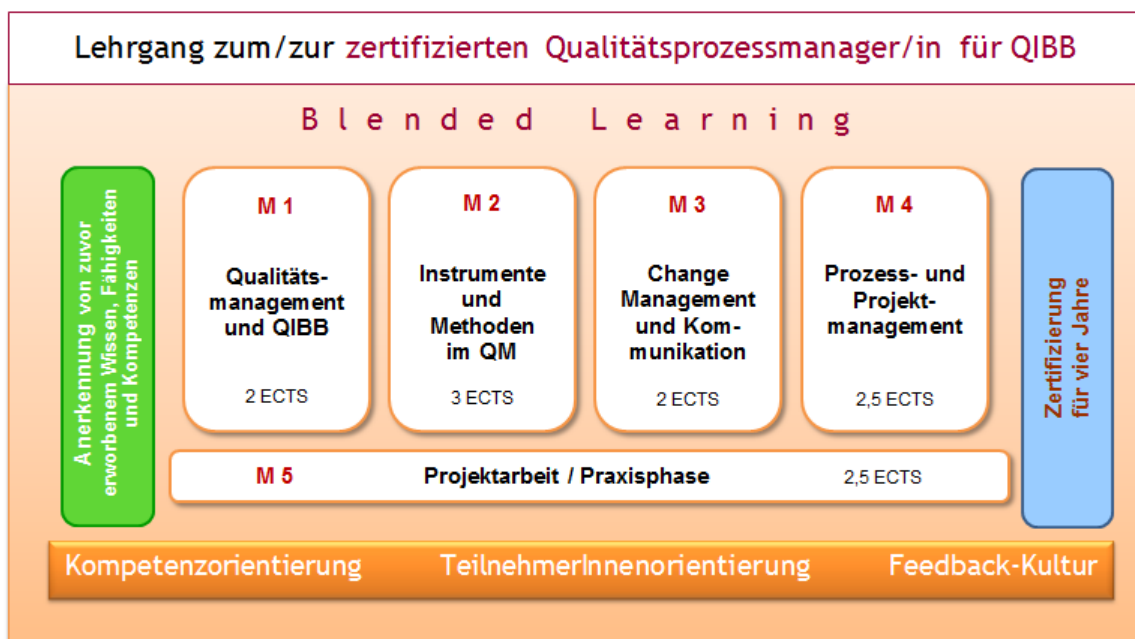 Lehrgang zum/zur zertifizierten Qualitätsprozessmanager/in für QIBB
Blended Learning
Anerkennung von zuvor
erworbenem Wissen, Fähigkeiten
und Kompetenzen
M 1
Qualitäts-
management
und QIBB
2 ECTS
M 2
Instrumente
und
Methoden
im QM
3 ECTS
M 3
Change
Management
und Kom-
munikation
2 ECTS
M 4
Prozess- und
Projekt-
management
2,5 ECTS
Zertifizierung
für vier Jahre
M 5 Projektarbeit / Praxisphase 2,5 ECTS
Kompetenzorientierung TeilnehmerInnenorientierung Feedback-Kultur